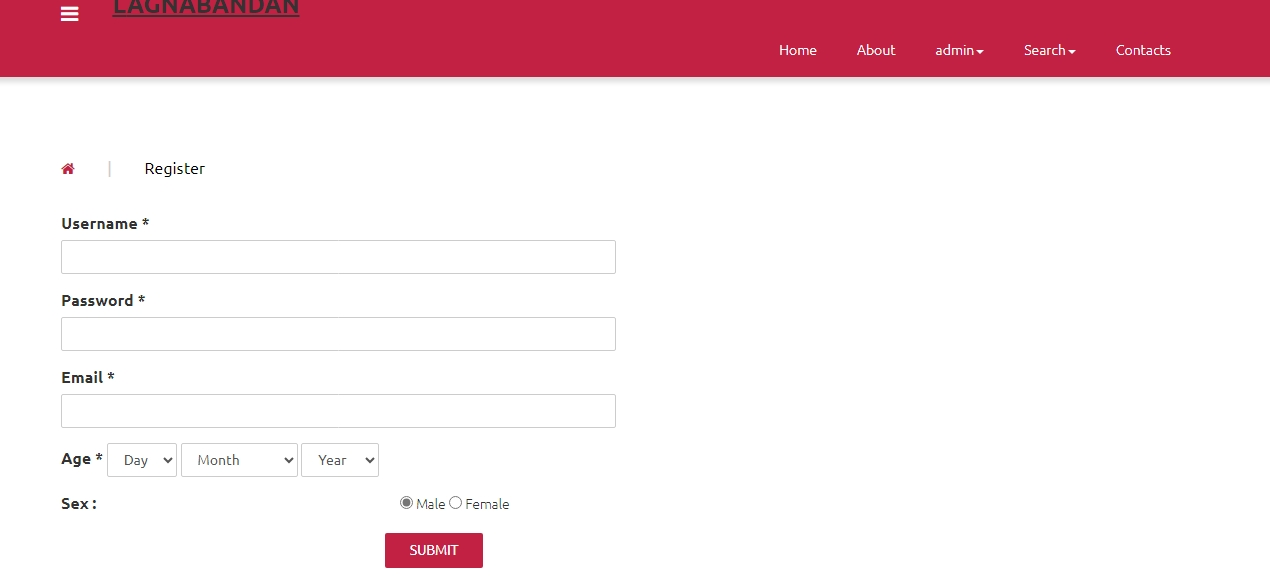 LAGNABANDAN
Home About admin Search Contacts
| Register
Username *
Password *
Email *
Age * Day Month Year
Sex : Male Female
SUBMIT